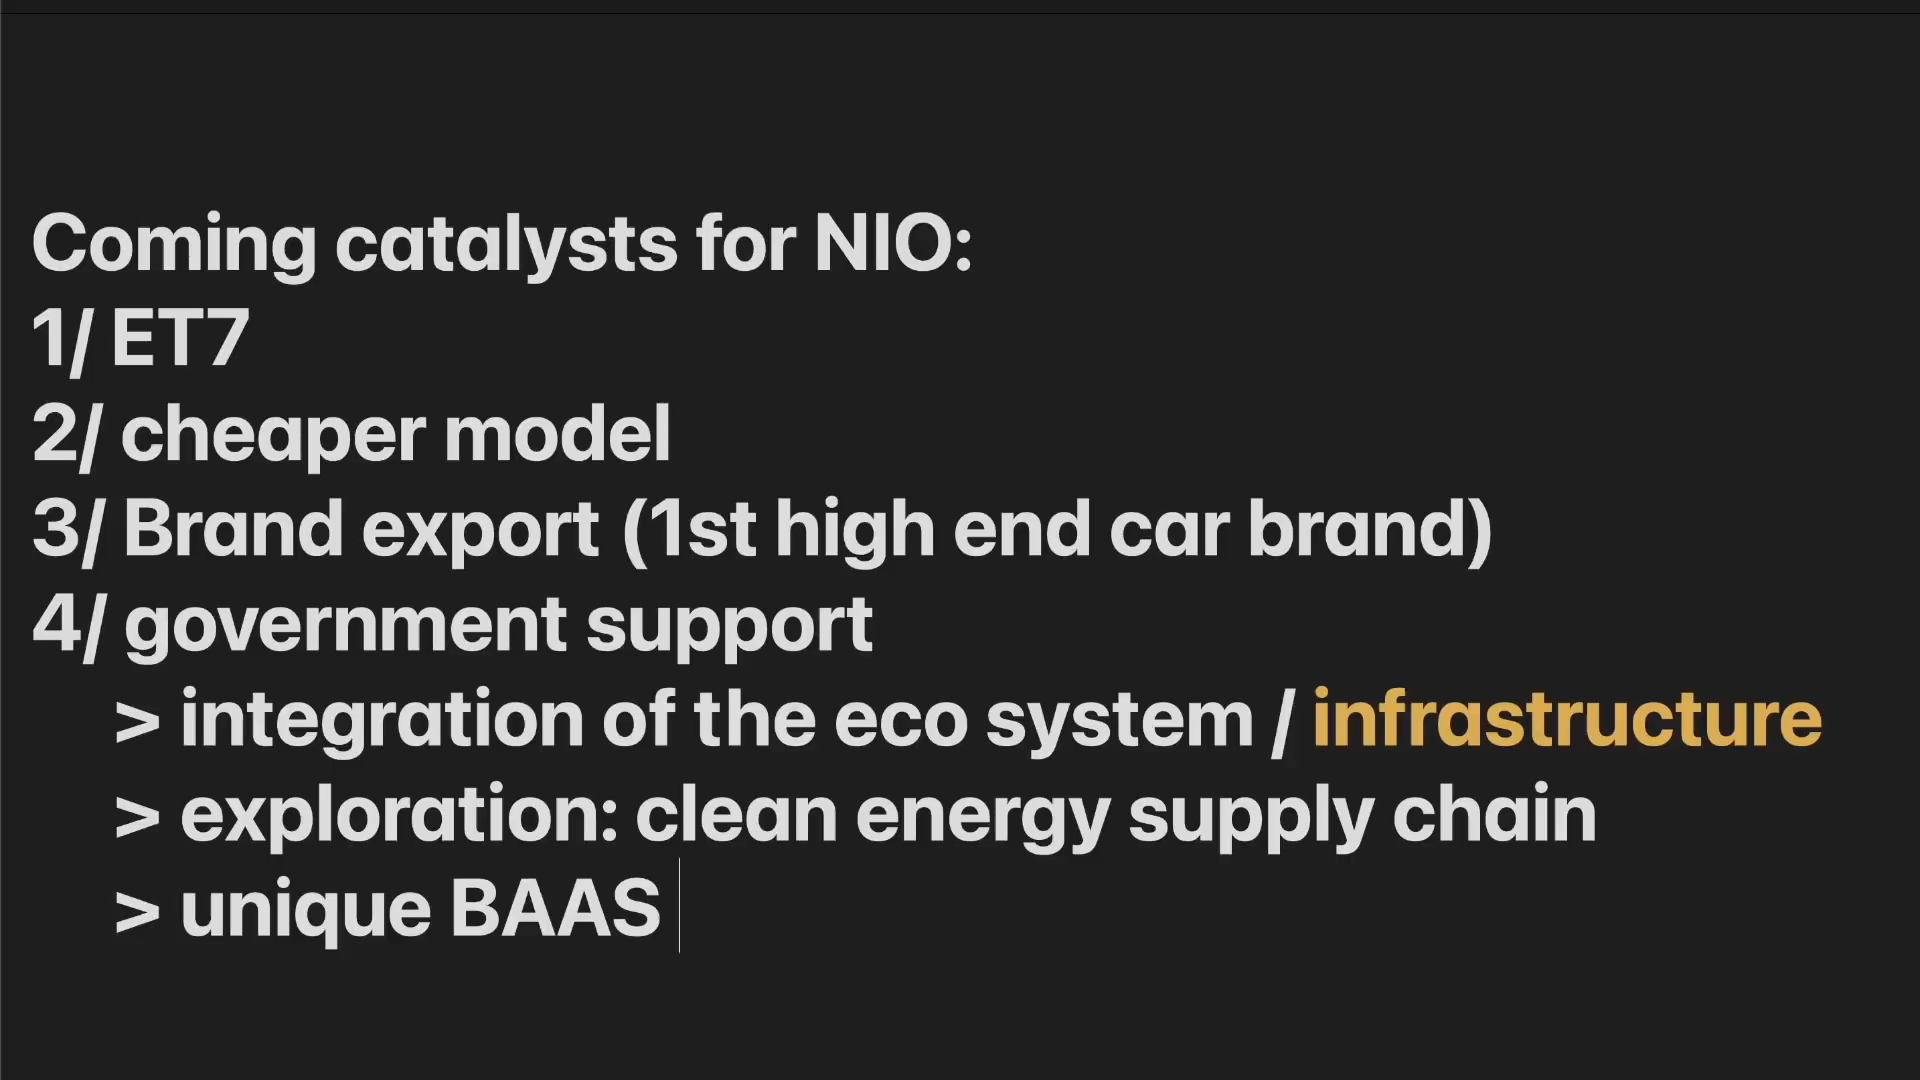 Coming catalysts for NIO:
1/ ET7
2/ cheaper model
3/ Brand export (1st high end car brand)
4/ government support
> integration of the eco system / infrastructure
> exploration: clean energy supply chain
> unique BAAS